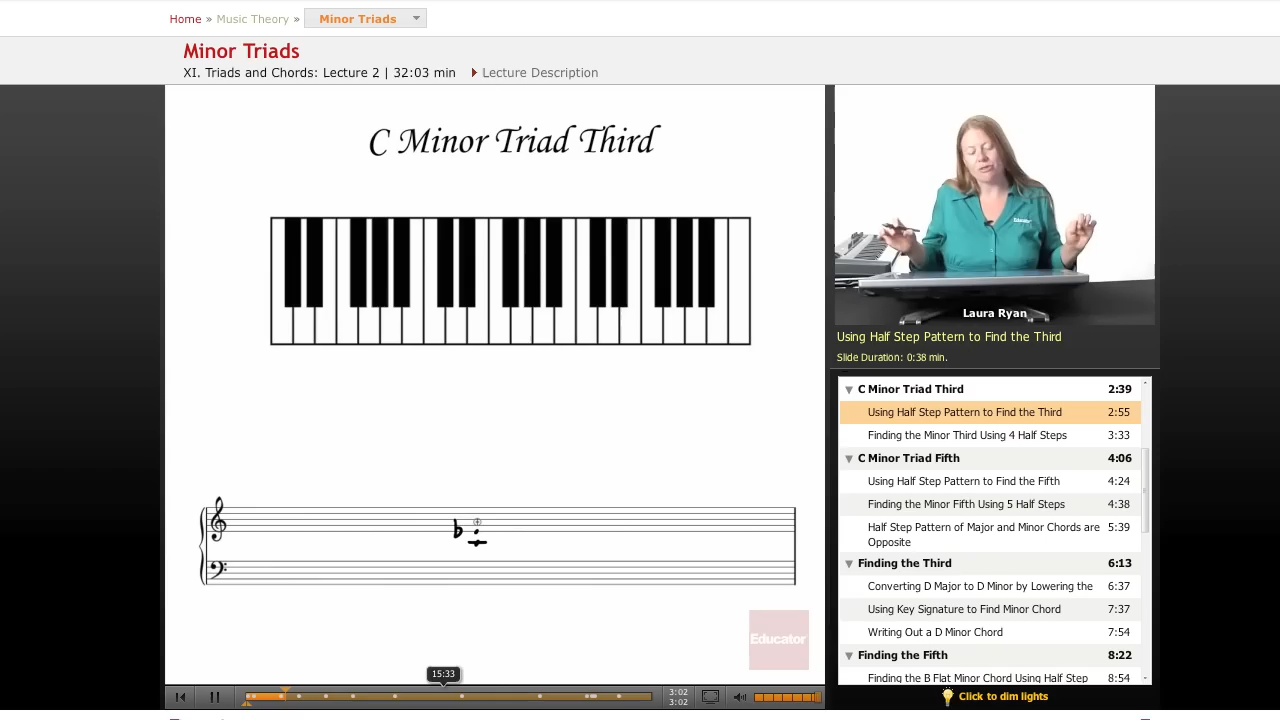 Home » Music Theory » Minor Triads
Minor Triads
XI. Triads and Chords: Lecture 2 | 32:03 min Lecture Description
C Minor Triad Third
Educator
Laura Ryan
Using Half Step Pattern to Find the Third
Slide Duration: 0:38 min.
C Minor Triad Third 2:39
Using Half Step Pattern to Find the Third 2:55
Finding the Minor Third Using 4 Half Steps 3:33
C Minor Triad Fifth 4:06
Using Half Step Pattern to Find the Fifth 4:24
Finding the Minor Fifth Using 5 Half Steps 4:38
Half Step Pattern of Major and Minor Chords are 5:39
Opposite
Finding the Third 6:13
Converting D Major to D Minor by Lowering the 6:37
Using Key Signature to Find Minor Chord 7:37
Writing Out a D Minor Chord 7:54
Finding the Fifth 8:22
Finding the B Flat Minor Chord Using Half Step 8:54
Educator
15:33
3:02
3:02
Click to dim lights